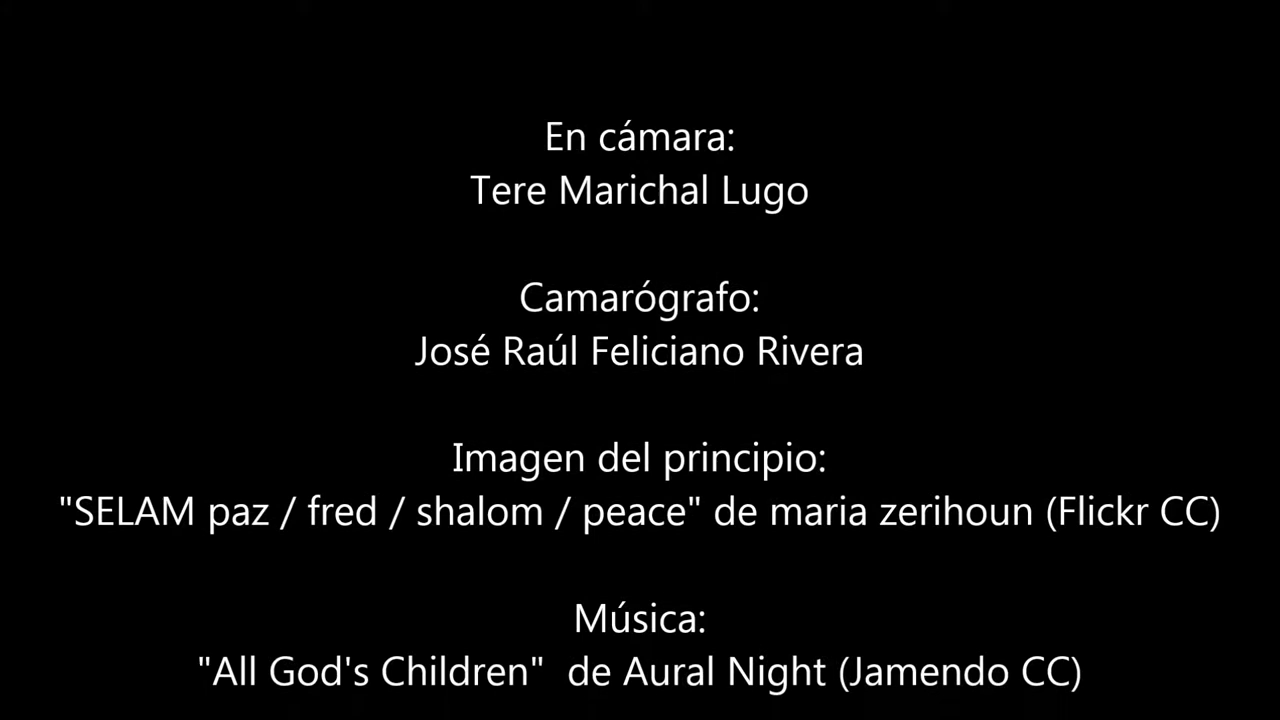 En cámara:
Tere Marichal Lugo
Camarógrafo:
José Raúl Feliciano Rivera
Imagen del principio:
"SELAM paz / fred / shalom / peace" de maria zerihoun (Flickr CC)
Música:
"All God's Children"  de Aural Night (Jamendo CC)